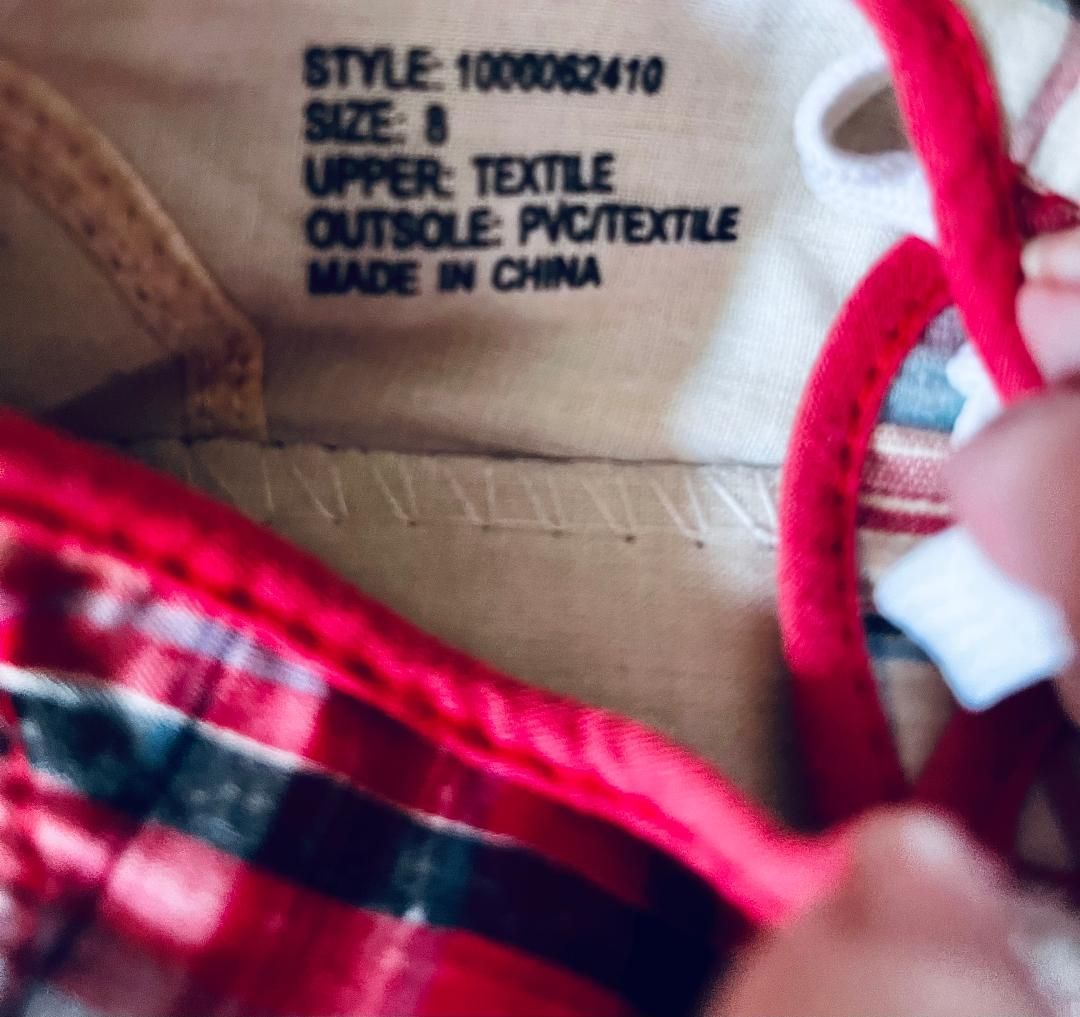 STYLE: 1000062410
SIZE: 8
UPPER: TEXTILE
OUTSOLE: PVC/TEXTILE
MADE IN CHINA